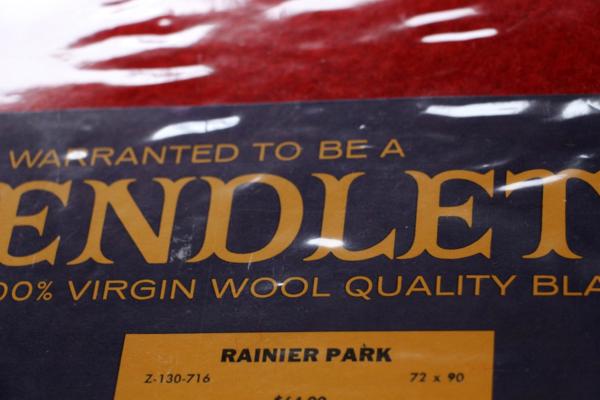 WARRANTED TO BE A
ENDLET
00% VIRGIN WOOL QUALITY BLA
RAINIER PARK
Z-130-716 72 x 90